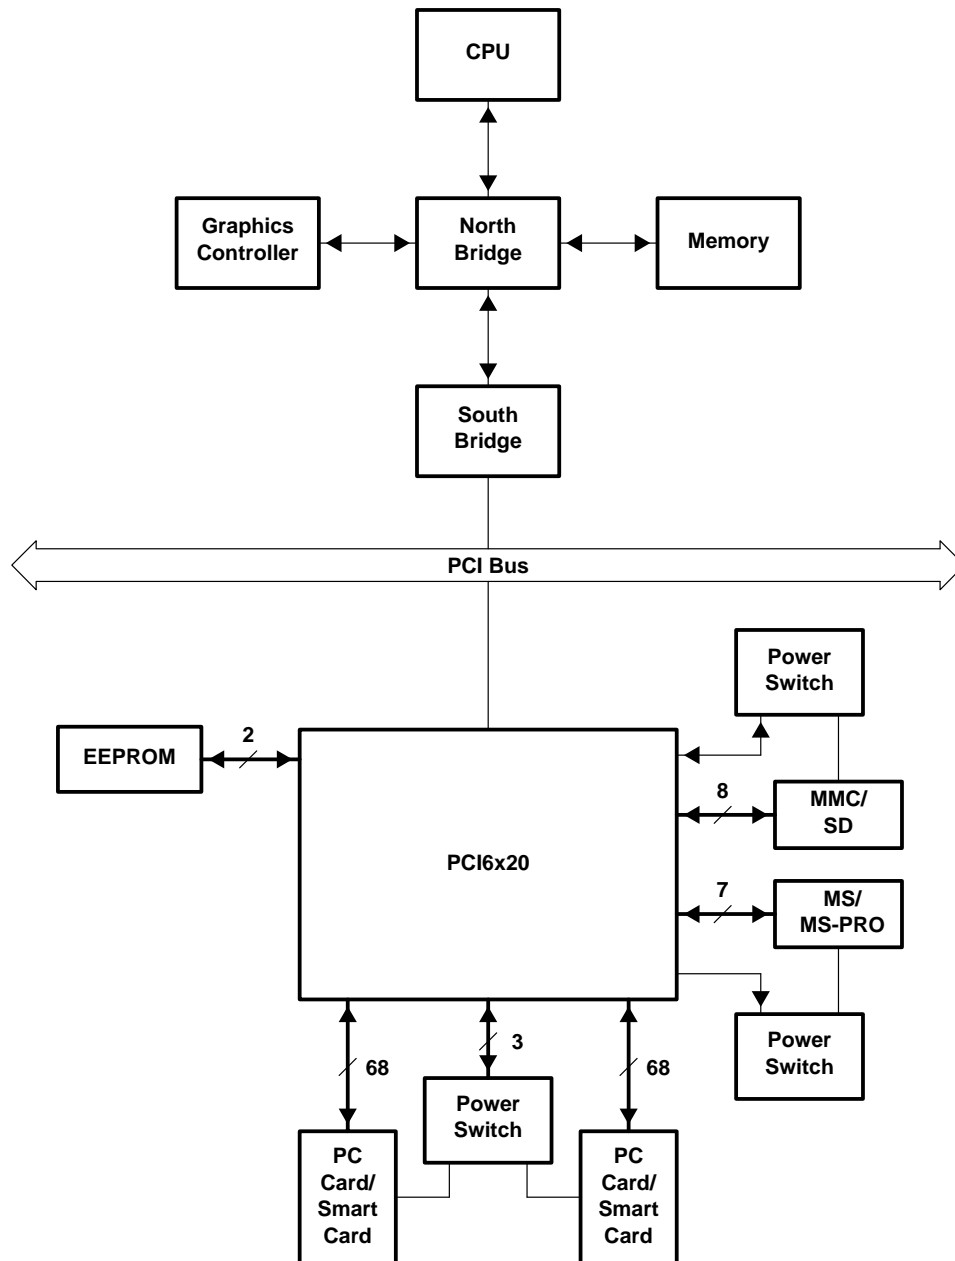 CPU
Graphics
Controller
North
Bridge
Memory
South
Bridge
PCI Bus
Power
Switch
EEPROM
2
8
MMC/
SD
PCI6x20
7
MS/
MS-PRO
3
68
68
Power
Switch
Power
Switch
PC
Card/
Smart
Card
PC
Card/
Smart
Card